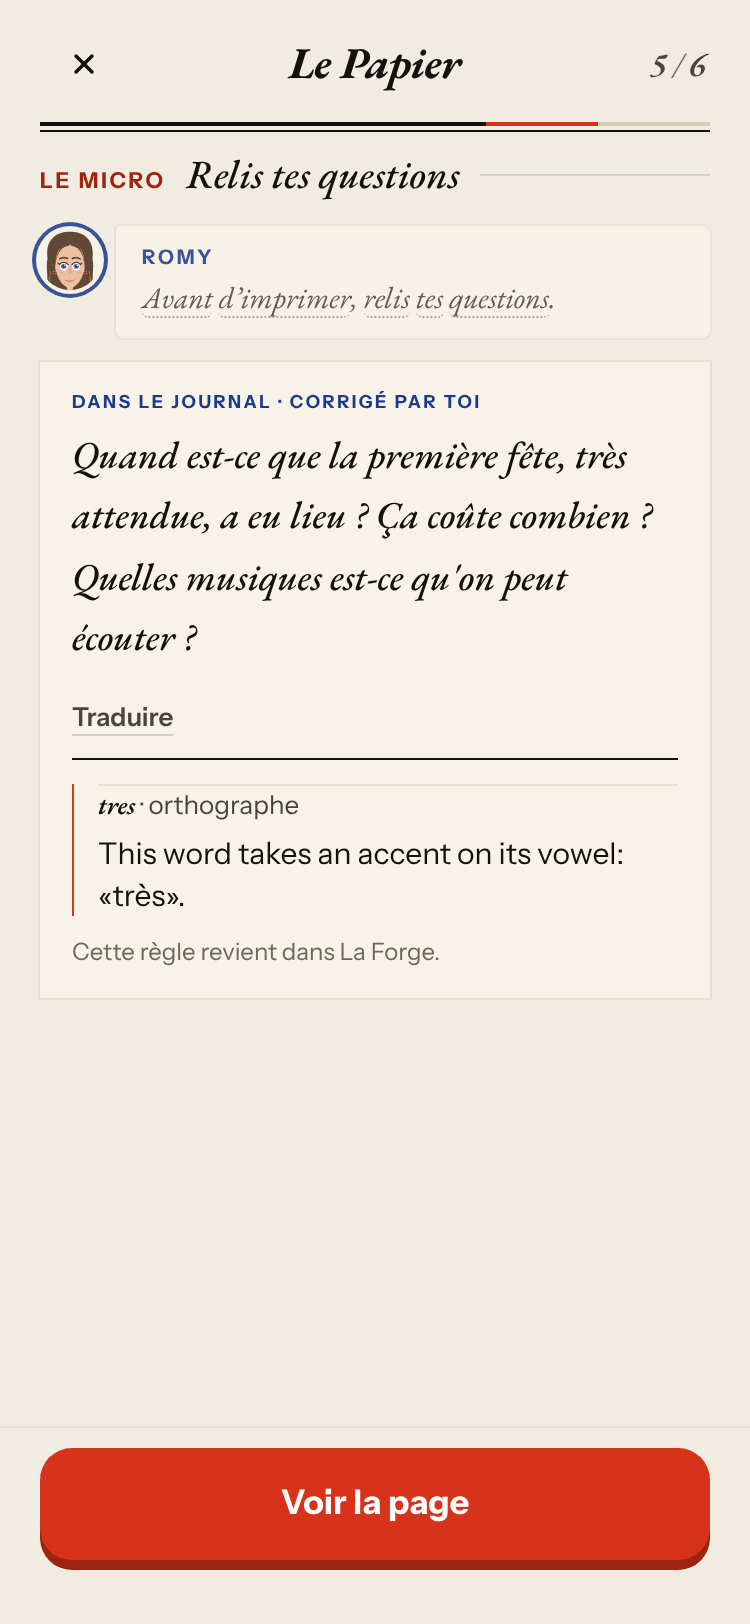 Le Papier
5 / 6
LE MICRO Relis tes questions
ROMY
Avant d’imprimer, relis tes questions.
DANS LE JOURNAL · CORRIGÉ PAR TOI
Quand est-ce que la première fête, très
attendue, a eu lieu ? Ça coûte combien ?
Quelles musiques est-ce qu'on peut
écouter ?
Traduire
tres · orthographe
This word takes an accent on its vowel:
«très».
Cette règle revient dans La Forge.
Voir la page